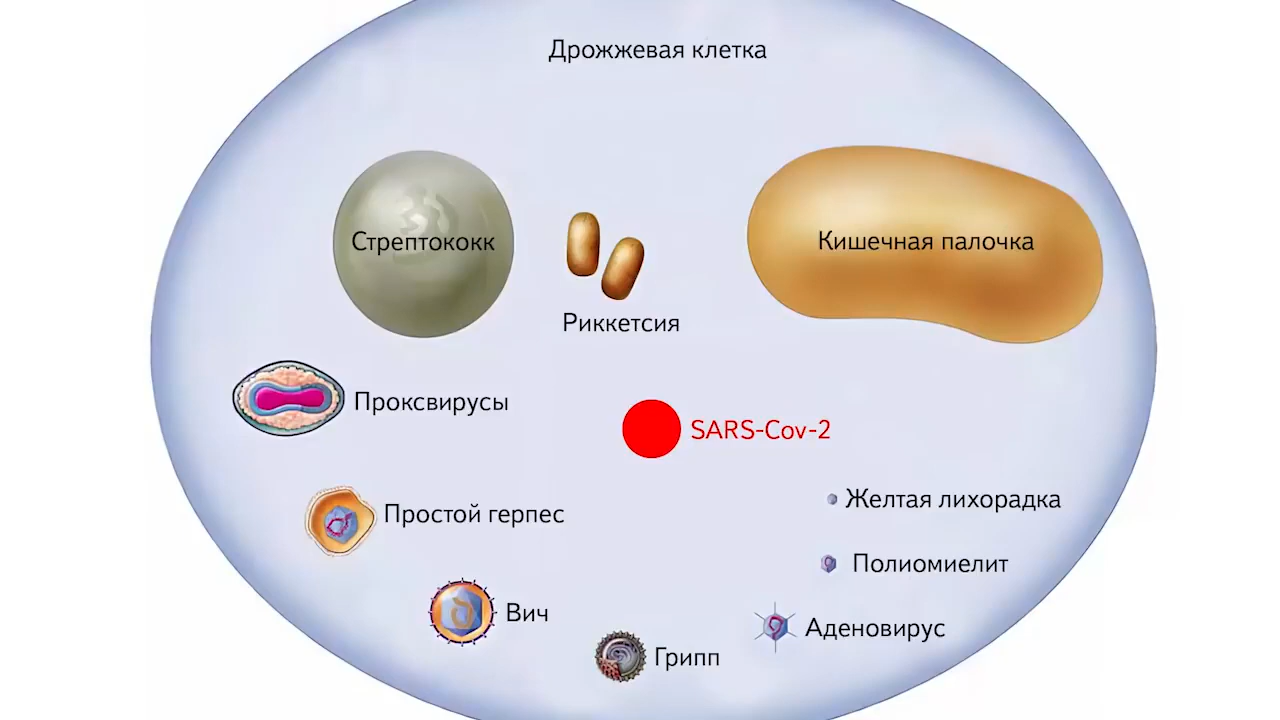 Дрожжевая клетка
Стрептококк
Кишечная палочка
Риккетсия
Проксвирусы
SARS-Cov-2
Желтая лихорадка
Простой герпес
Полиомиелит
Вич
Аденовирус
Грипп